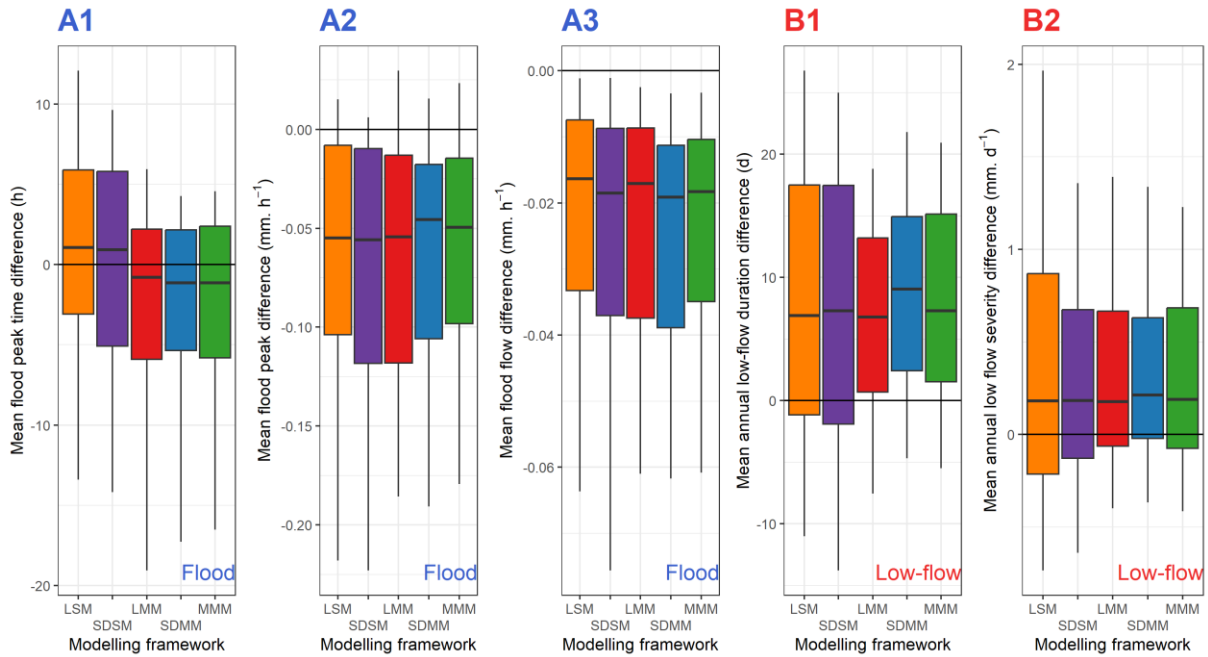 A1
A2
A3
B1
B2
Mean flood peak time difference (h)
10
0
-10
-20
Flood
LSM
SDSM
LMM
SDMM
MMM
Modelling framework
Mean flood peak difference (mm. h⁻¹)
0.00
-0.05
-0.10
-0.15
-0.20
Flood
LSM
SDSM
LMM
SDMM
MMM
Modelling framework
Mean flood flow difference (mm. h⁻¹)
0.00
-0.02
-0.04
-0.06
Flood
LSM
SDSM
LMM
SDMM
MMM
Modelling framework
Mean annual low-flow duration difference (d)
20
10
0
-10
Low-flow
LSM
SDSM
LMM
SDMM
MMM
Modelling framework
Mean annual low flow severity difference (mm. d⁻¹)
2
1
0
Low-flow
LSM
SDSM
LMM
SDMM
MMM
Modelling framework